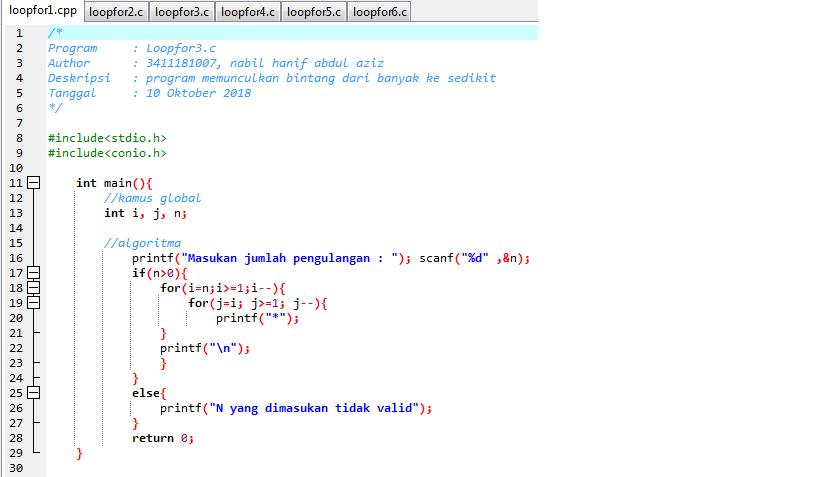 loopfor1.cpp loopfor2.c loopfor3.c loopfor4.c loopfor5.c loopfor6.c
1 /*
2 Program : Loopfor3.c
3 Author : 3411181007, nabil hanif abdul aziz
4 Deskripsi : program memunculkan bintang dari banyak ke sedikit
5 Tanggal : 10 Oktober 2018
6 */
7
8 #include<stdio.h>
9 #include<conio.h>
10
11 int main(){
12 //kamus global
13 int i, j, n;
14
15 //algoritma
16 printf("Masukan jumlah pengulangan : "); scanf("%d" ,&n);
17 if(n>0){
18 for(i=n;i>=1;i--){
19 for(j=i; j>=1; j--){
20 printf("*");
21 }
22 printf("\n");
23 }
24 }
25 else{
26 printf("N yang dimasukan tidak valid");
27 }
28 return 0;
29 }
30